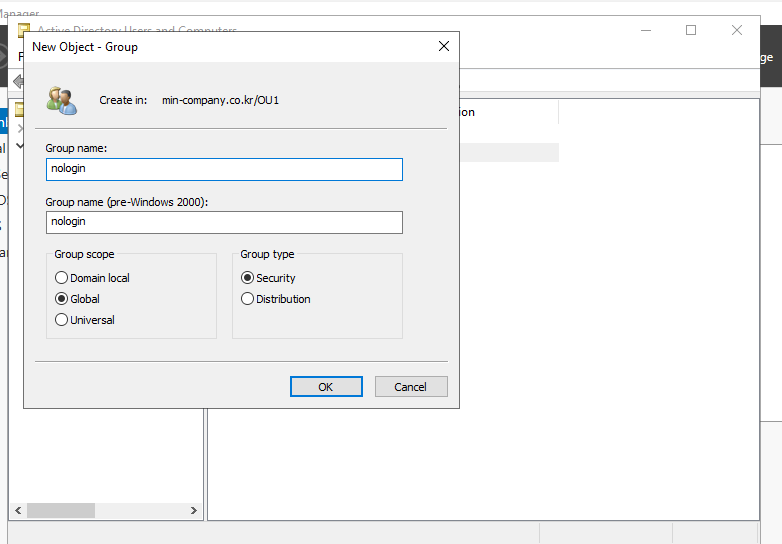 Manager
Active Directory Users and Computers
New Object - Group
ge
Create in: min-company.co.kr/OU1
ion
Group name:
nologin
Group name (pre-Windows 2000):
nologin
Group scope
Group type
Domain local
Security
Global
Distribution
Universal
OK
Cancel